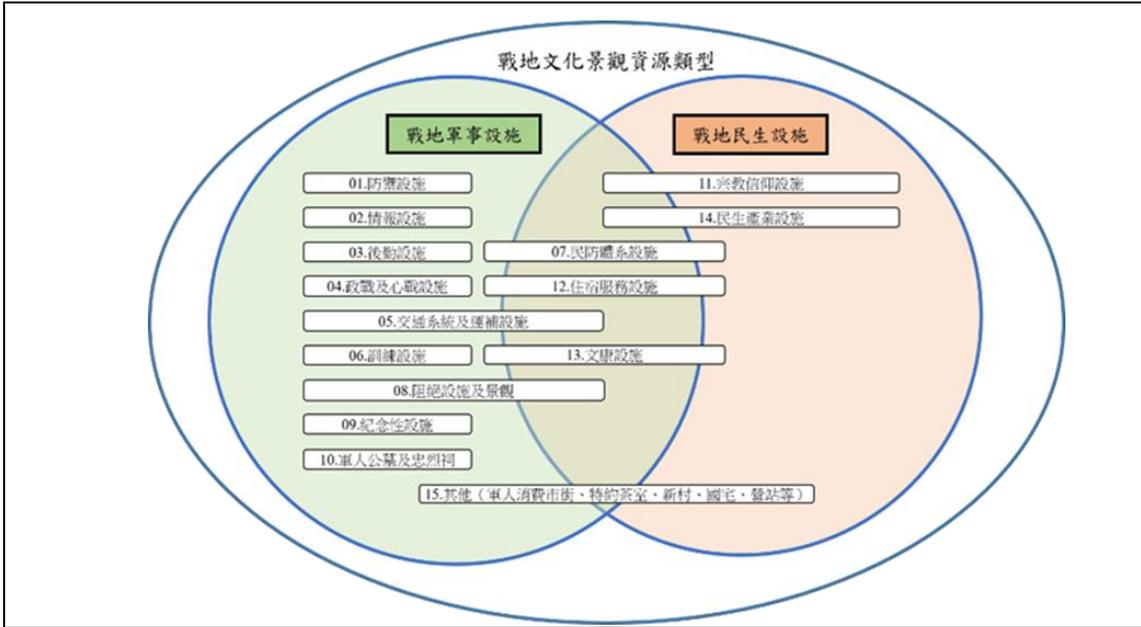 戰地文化景觀資源類型
戰地軍事設施
戰地民生設施
01.防禦設施
11.宗教信仰設施
02.情報設施
14.民生產業設施
03.後勤設施
07.民防體系設施
04.政戰及心戰設施
12.住宿服務設施
05.交通系統及運補設施
06.訓練設施
13.文康設施
08.阻絕設施及景觀
09.紀念性設施
10.軍人公墓及忠烈祠
15.其他（軍人消費市街、特約茶室、新村、國宅、營站等）